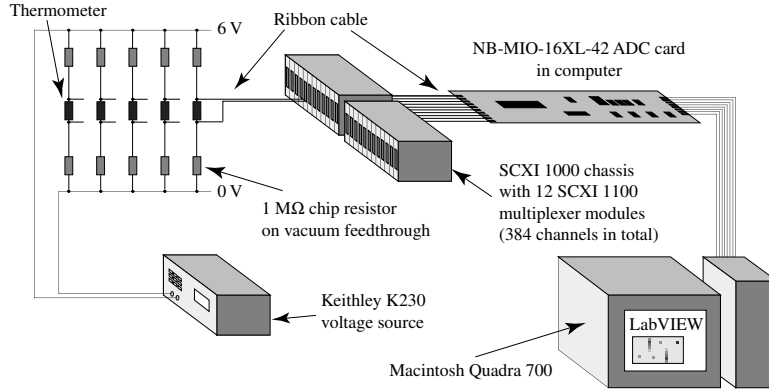 Thermometer
6 V
Ribbon cable
NB-MIO-16XL-42 ADC card
in computer
0 V
1 MΩ chip resistor
on vacuum feedthrough
SCXI 1000 chassis
with 12 SCXI 1100
multiplexer modules
(384 channels in total)
Keithley K230
voltage source
LabVIEW
Macintosh Quadra 700